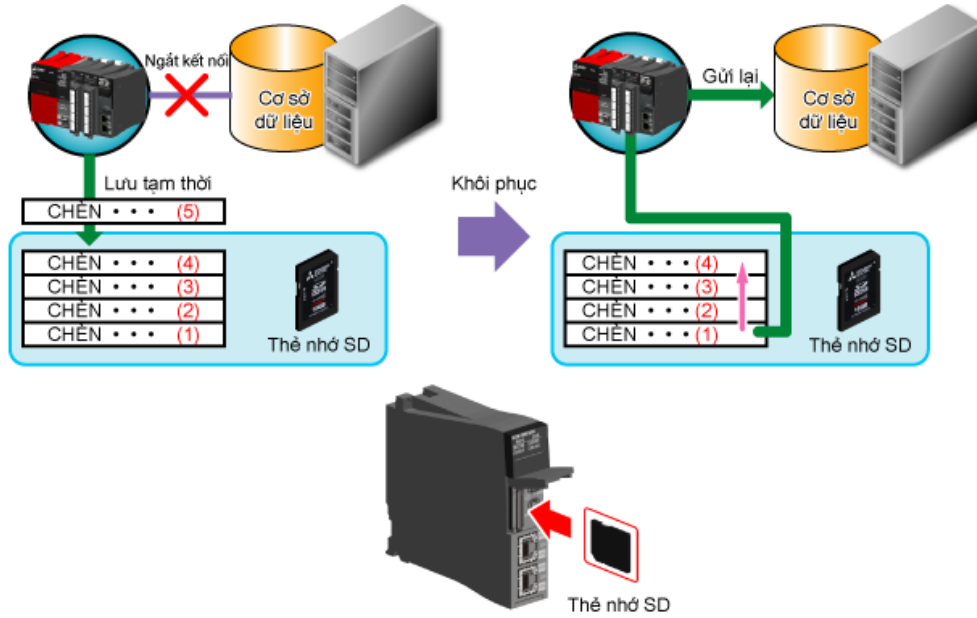 Ngắt kết nối
Cơ sở
dữ liệu
Lưu tạm thời
CHÈN ・・・ (5)
CHÈN ・・・ (4)
CHÈN ・・・ (3)
CHÈN ・・・ (2)
CHÈN ・・・ (1)
Thẻ nhớ SD
Khôi phục
Gửi lại
Cơ sở
dữ liệu
CHÈN ・・・ (4)
CHÈN ・・・ (3)
CHÈN ・・・ (2)
CHÈN ・・・ (1)
Thẻ nhớ SD
Thẻ nhớ SD